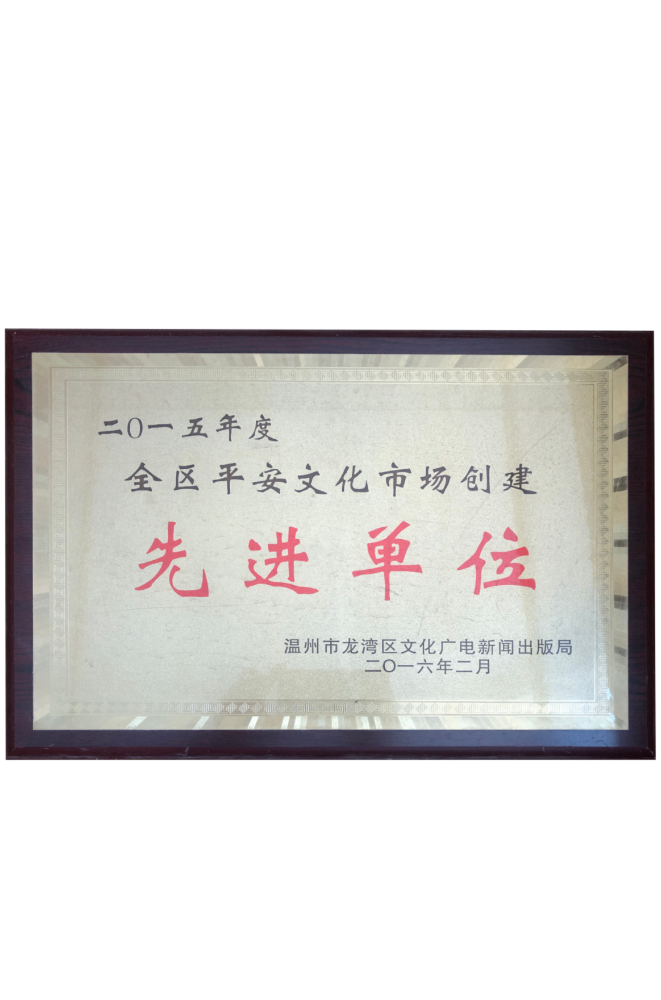 二〇一五年度
全区平安文化市场创建
先进单位
温州市龙湾区文化广电新闻出版局
二〇一六年二月